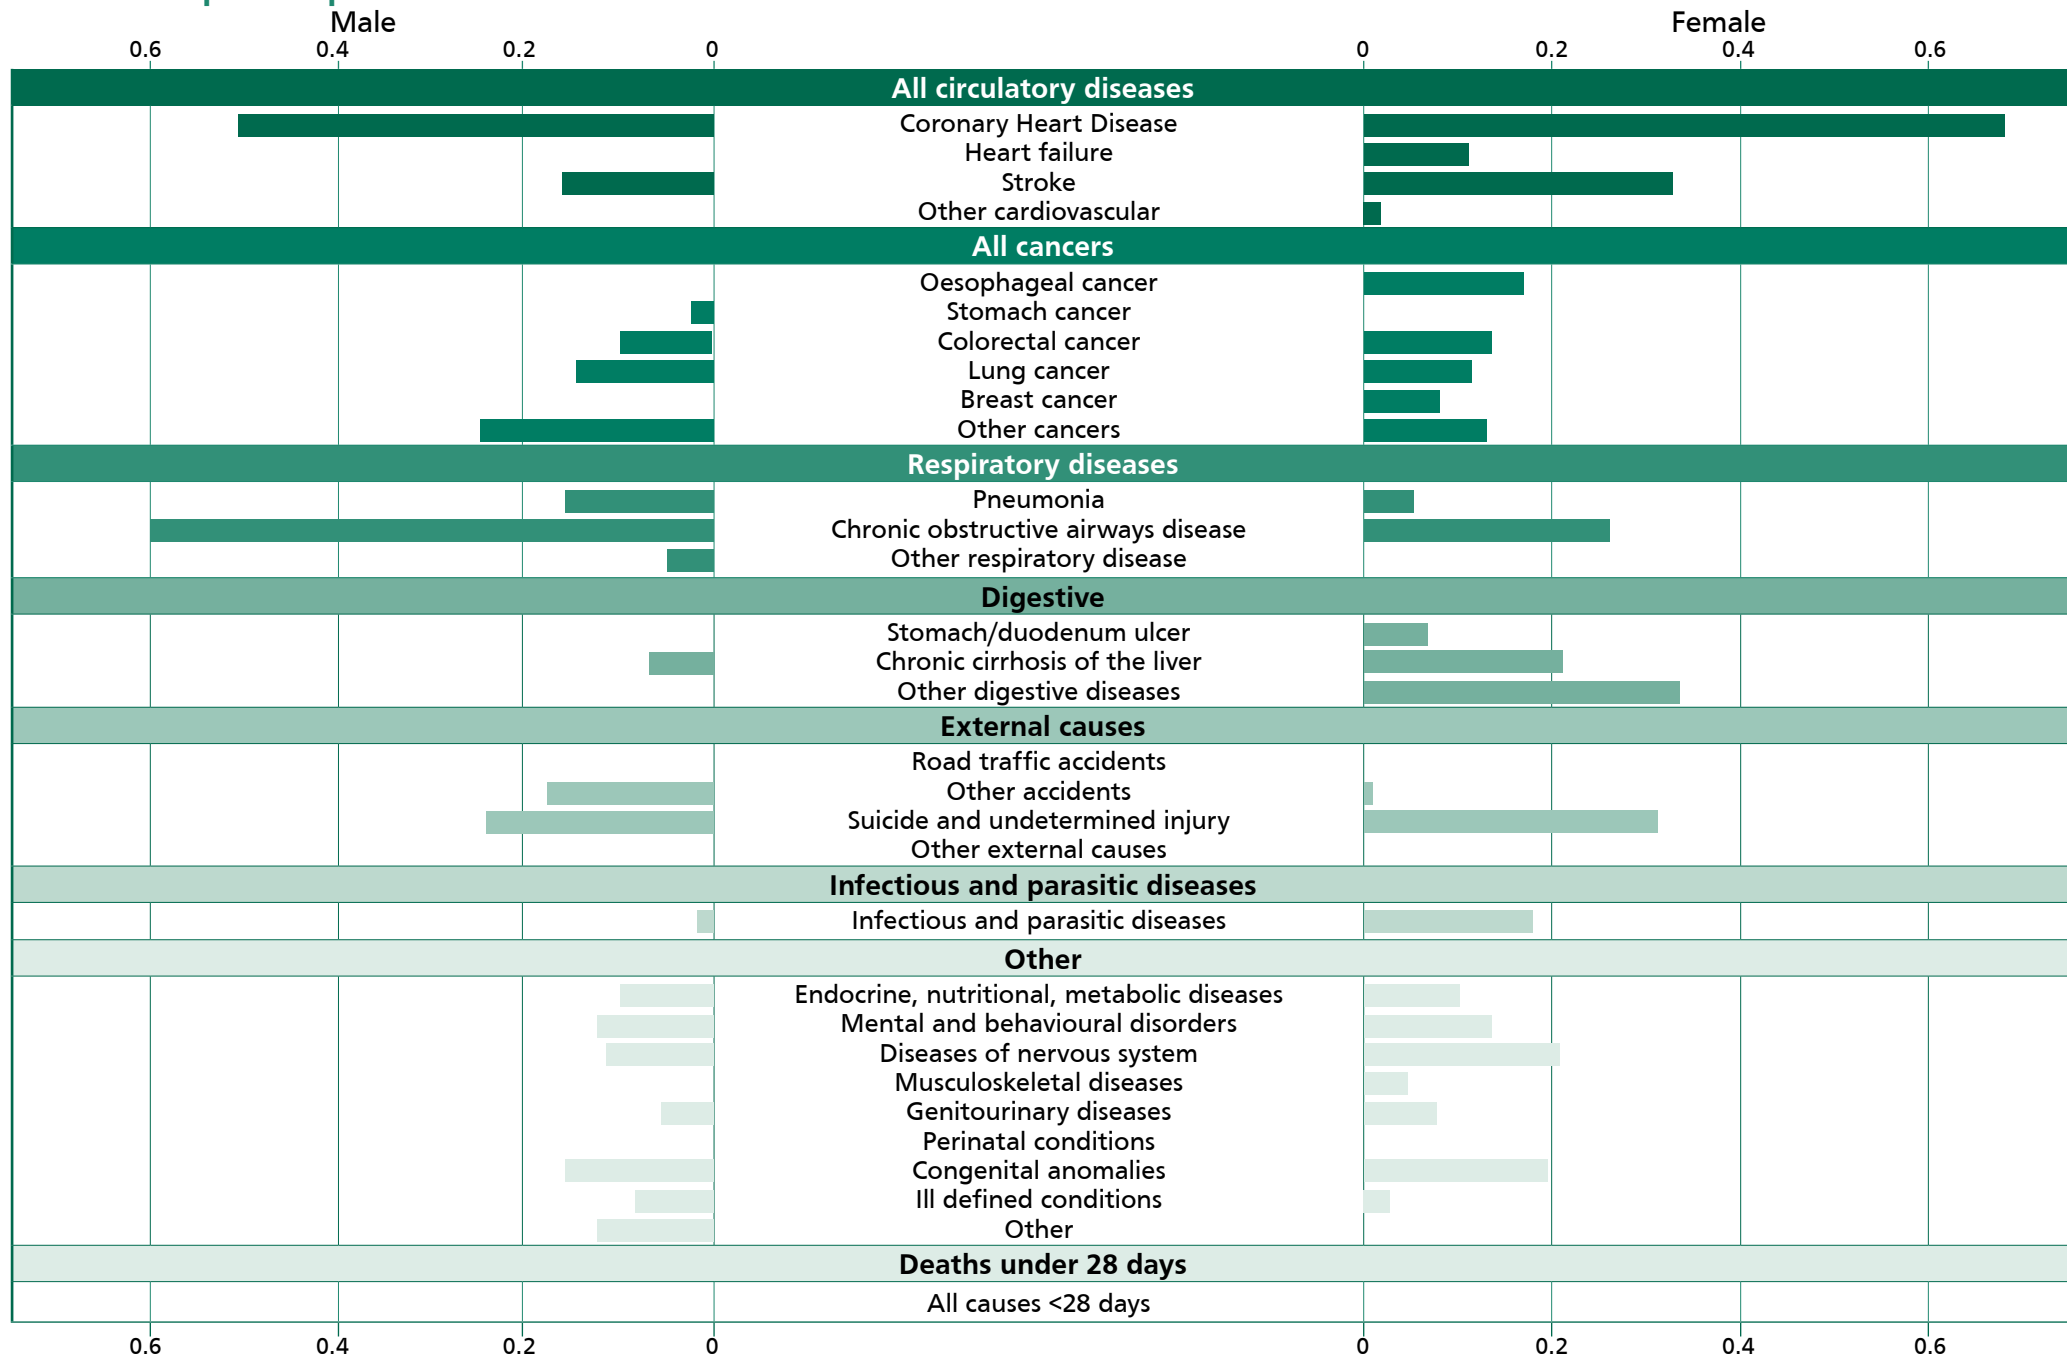 Male Female
0.6 0.4 0.2 0 0 0.2 0.4 0.6
All circulatory diseases
Coronary Heart Disease
Heart failure
Stroke
Other cardiovascular
All cancers
Oesophageal cancer
Stomach cancer
Colorectal cancer
Lung cancer
Breast cancer
Other cancers
Respiratory diseases
Pneumonia
Chronic obstructive airways disease
Other respiratory disease
Digestive
Stomach/duodenum ulcer
Chronic cirrhosis of the liver
Other digestive diseases
External causes
Road traffic accidents
Other accidents
Suicide and undetermined injury
Other external causes
Infectious and parasitic diseases
Infectious and parasitic diseases
Other
Endocrine, nutritional, metabolic diseases
Mental and behavioural disorders
Diseases of nervous system
Musculoskeletal diseases
Genitourinary diseases
Perinatal conditions
Congenital anomalies
Ill defined conditions
Other
Deaths under 28 days
All causes <28 days
0.6 0.4 0.2 0 0 0.2 0.4 0.6